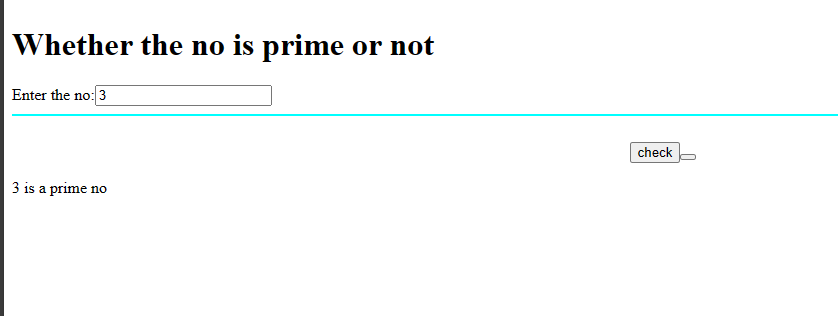 Whether the no is prime or not
Enter the no:3
check
3 is a prime no